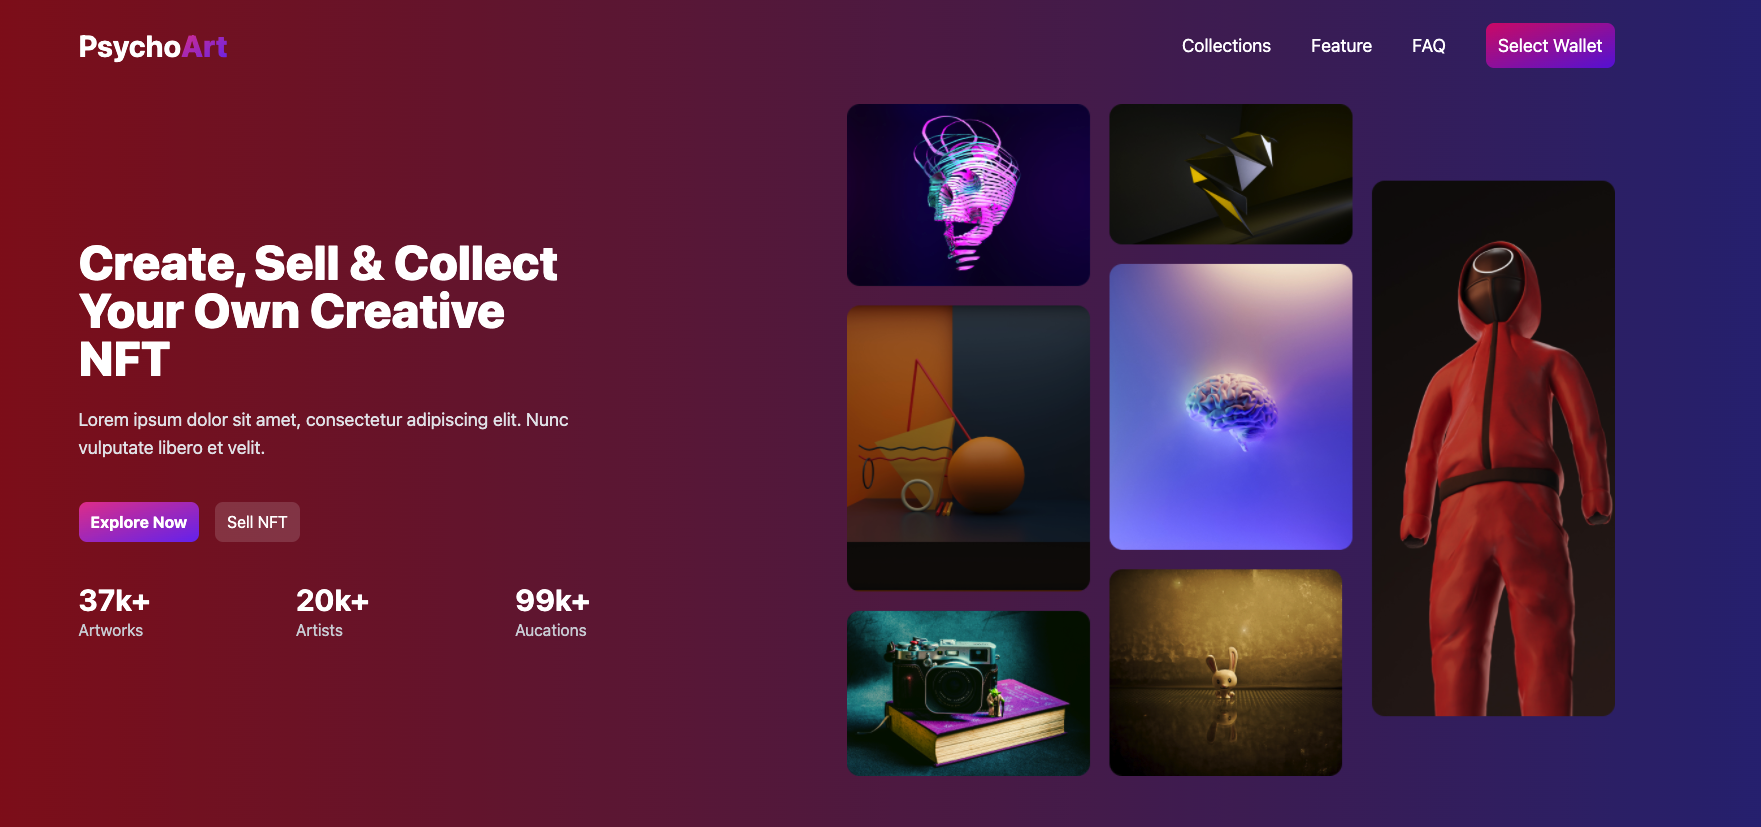 PsychoArt
Collections
Feature
FAQ
Select Wallet
Create, Sell & Collect
Your Own Creative
NFT
Lorem ipsum dolor sit amet, consectetur adipiscing elit. Nunc
vulputate libero et velit.
Explore Now
Sell NFT
37k+
Artworks
20k+
Artists
99k+
Aucations